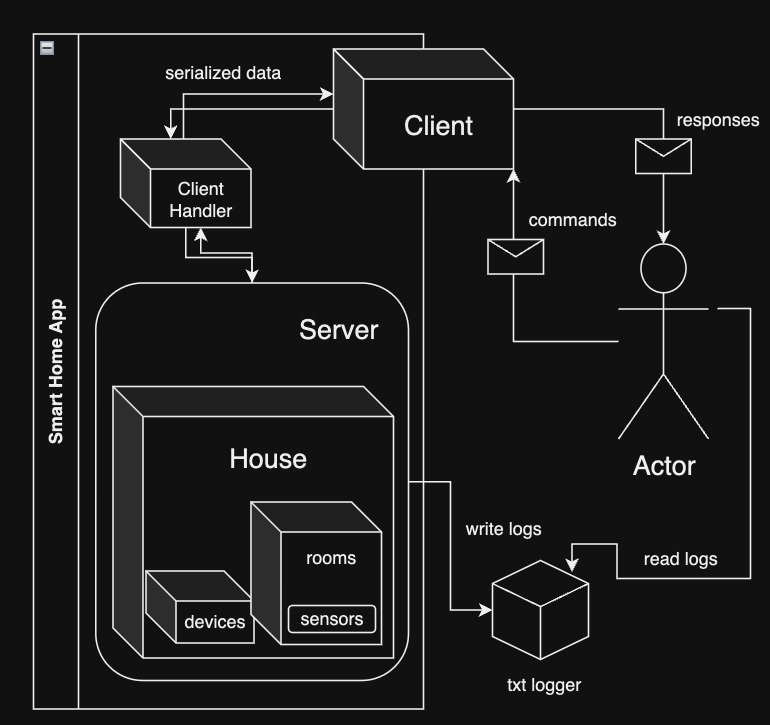 serialized data
Client
responses
Client
Handler
commands
Smart Home App
Server
House
Actor
write logs
rooms
read logs
devices
sensors
txt logger